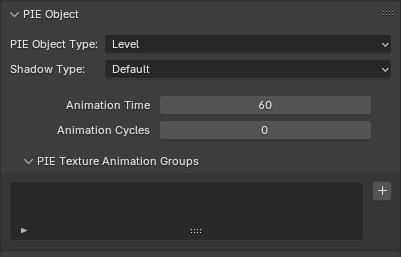 PIE Object
PIE Object Type: Level
Shadow Type: Default
Animation Time 60
Animation Cycles 0
PIE Texture Animation Groups
+